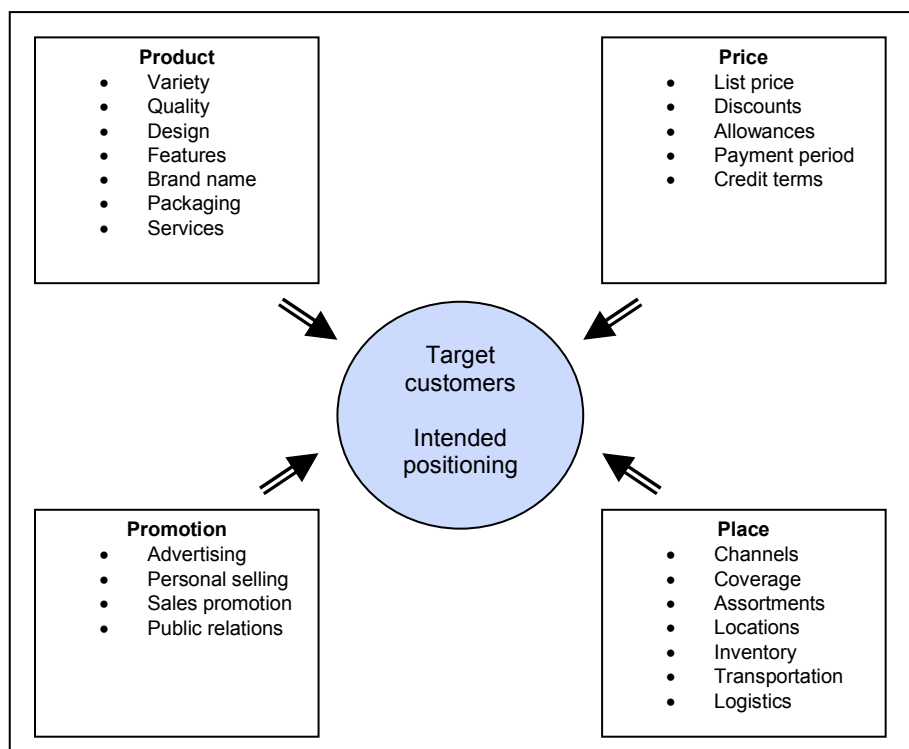 Product
• Variety
• Quality
• Design
• Features
• Brand name
• Packaging
• Services
Price
• List price
• Discounts
• Allowances
• Payment period
• Credit terms
Target
customers
Intended
positioning
Promotion
• Advertising
• Personal selling
• Sales promotion
• Public relations
Place
• Channels
• Coverage
• Assortments
• Locations
• Inventory
• Transportation
• Logistics